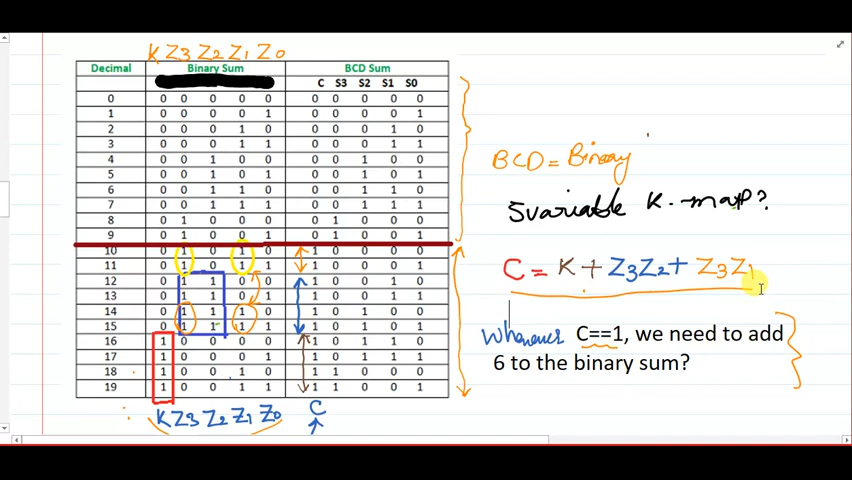 K Z3 Z2 Z1 Z0
Decimal Binary Sum BCD Sum
C S3 S2 S1 S0
0 0 0 0 0 0 0 0 0 0 0
1 0 0 0 0 1 0 0 0 0 1
2 0 0 0 1 0 0 0 0 1 0
3 0 0 0 1 1 0 0 0 1 1
4 0 0 1 0 0 0 0 1 0 0
5 0 0 1 0 1 0 0 1 0 1
6 0 0 1 1 0 0 0 1 1 0
7 0 0 1 1 1 0 0 1 1 1
8 0 1 0 0 0 0 1 0 0 0
9 0 1 0 0 1 0 1 0 0 1
10 0 1 0 1 0 1 0 0 0 0
11 0 1 0 1 1 1 0 0 0 1
12 0 1 1 0 0 1 0 0 1 0
13 0 1 1 0 1 1 0 0 1 1
14 0 1 1 1 0 1 0 1 0 0
15 0 1 1 1 1 1 0 1 0 1
16 1 0 0 0 0 1 0 1 1 0
17 1 0 0 0 1 1 0 1 1 1
18 1 0 0 1 0 1 1 0 0 0
19 1 0 0 1 1 1 1 0 0 1
K Z3 Z2 Z1 Z0 C
BCD = Binary
5variable K-map?
C = K + Z3Z2 + Z3Z1
Whenever C==1, we need to add
6 to the binary sum?